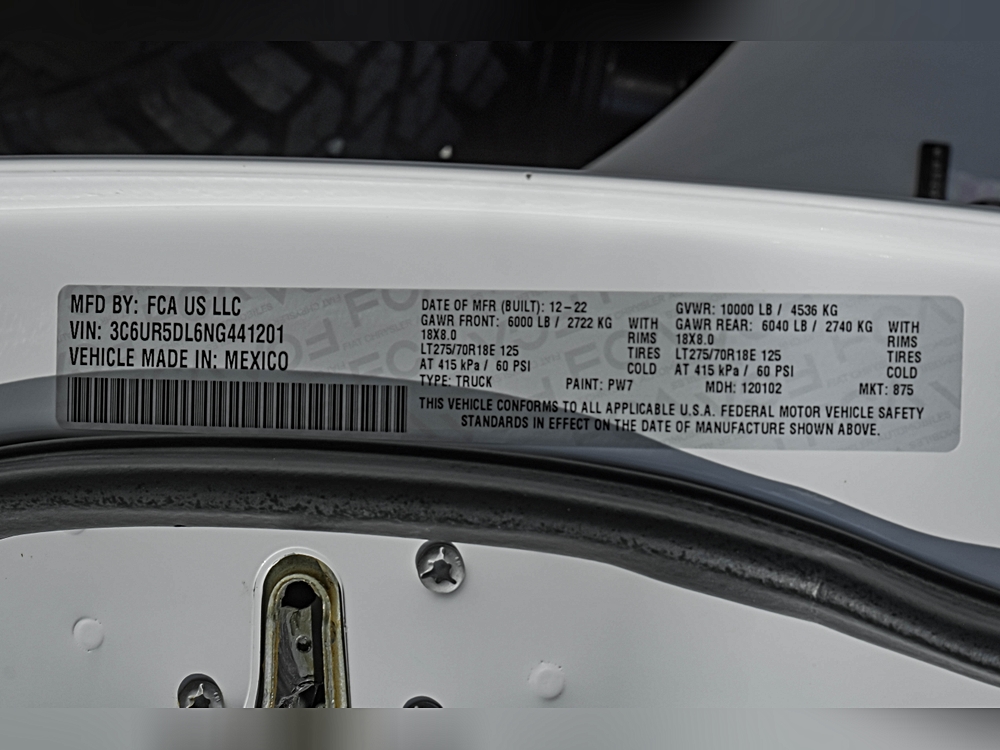 MFD BY: FCA US LLC
VIN: 3C6UR5DL6NG441201
VEHICLE MADE IN: MEXICO
DATE OF MFR (BUILT): 12-22
GAWR FRONT: 6000 LB / 2722 KG WITH
18X8.0 RIMS
LT275/70R18E 125 TIRES
AT 415 kPa / 60 PSI COLD
TYPE: TRUCK PAINT: PW7
GVWR: 10000 LB / 4536 KG
GAWR REAR: 6040 LB / 2740 KG WITH
18X8.0 RIMS
LT275/70R18E 125 TIRES
AT 415 kPa / 60 PSI COLD
MDH: 120102 MKT: 875
THIS VEHICLE CONFORMS TO ALL APPLICABLE U.S.A. FEDERAL MOTOR VEHICLE SAFETY
STANDARDS IN EFFECT ON THE DATE OF MANUFACTURE SHOWN ABOVE.